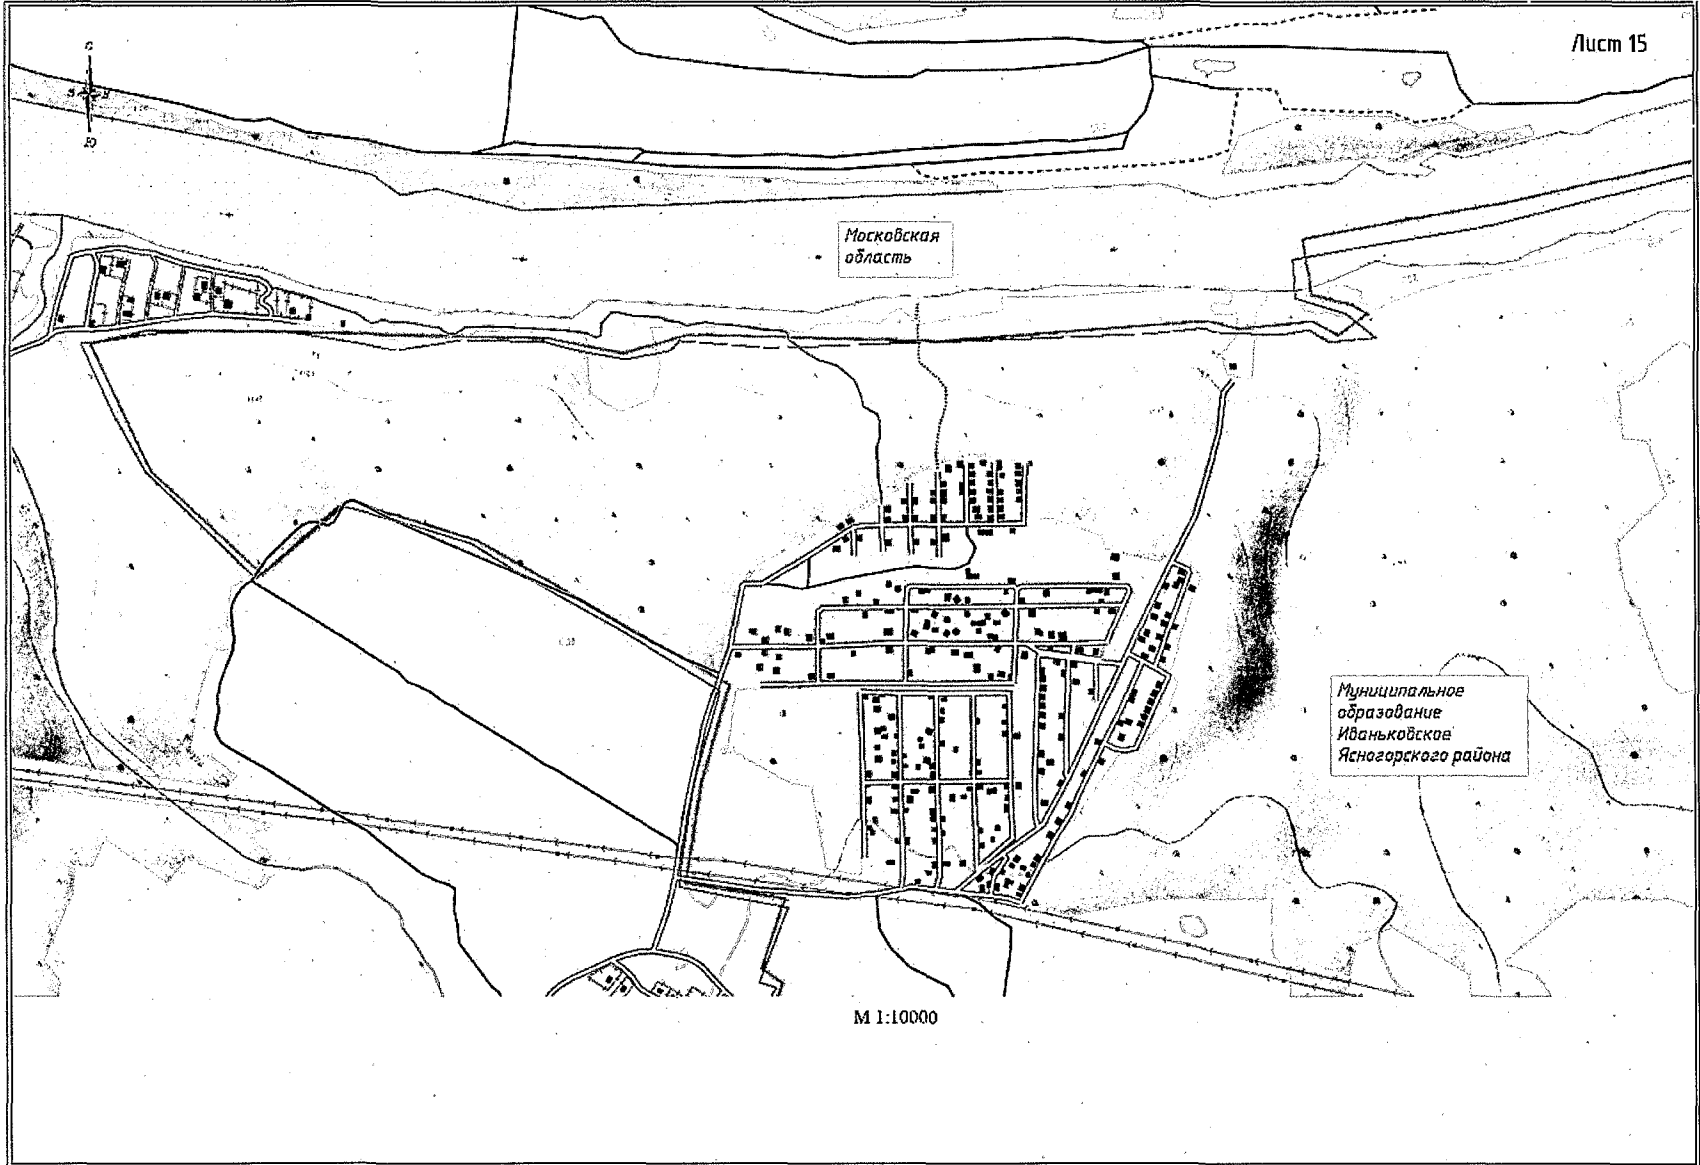 Лист 15
С
З
Ю
Московская
область
Муниципальное
образование
Иваньковское
Ясногорского района
М 1:10000